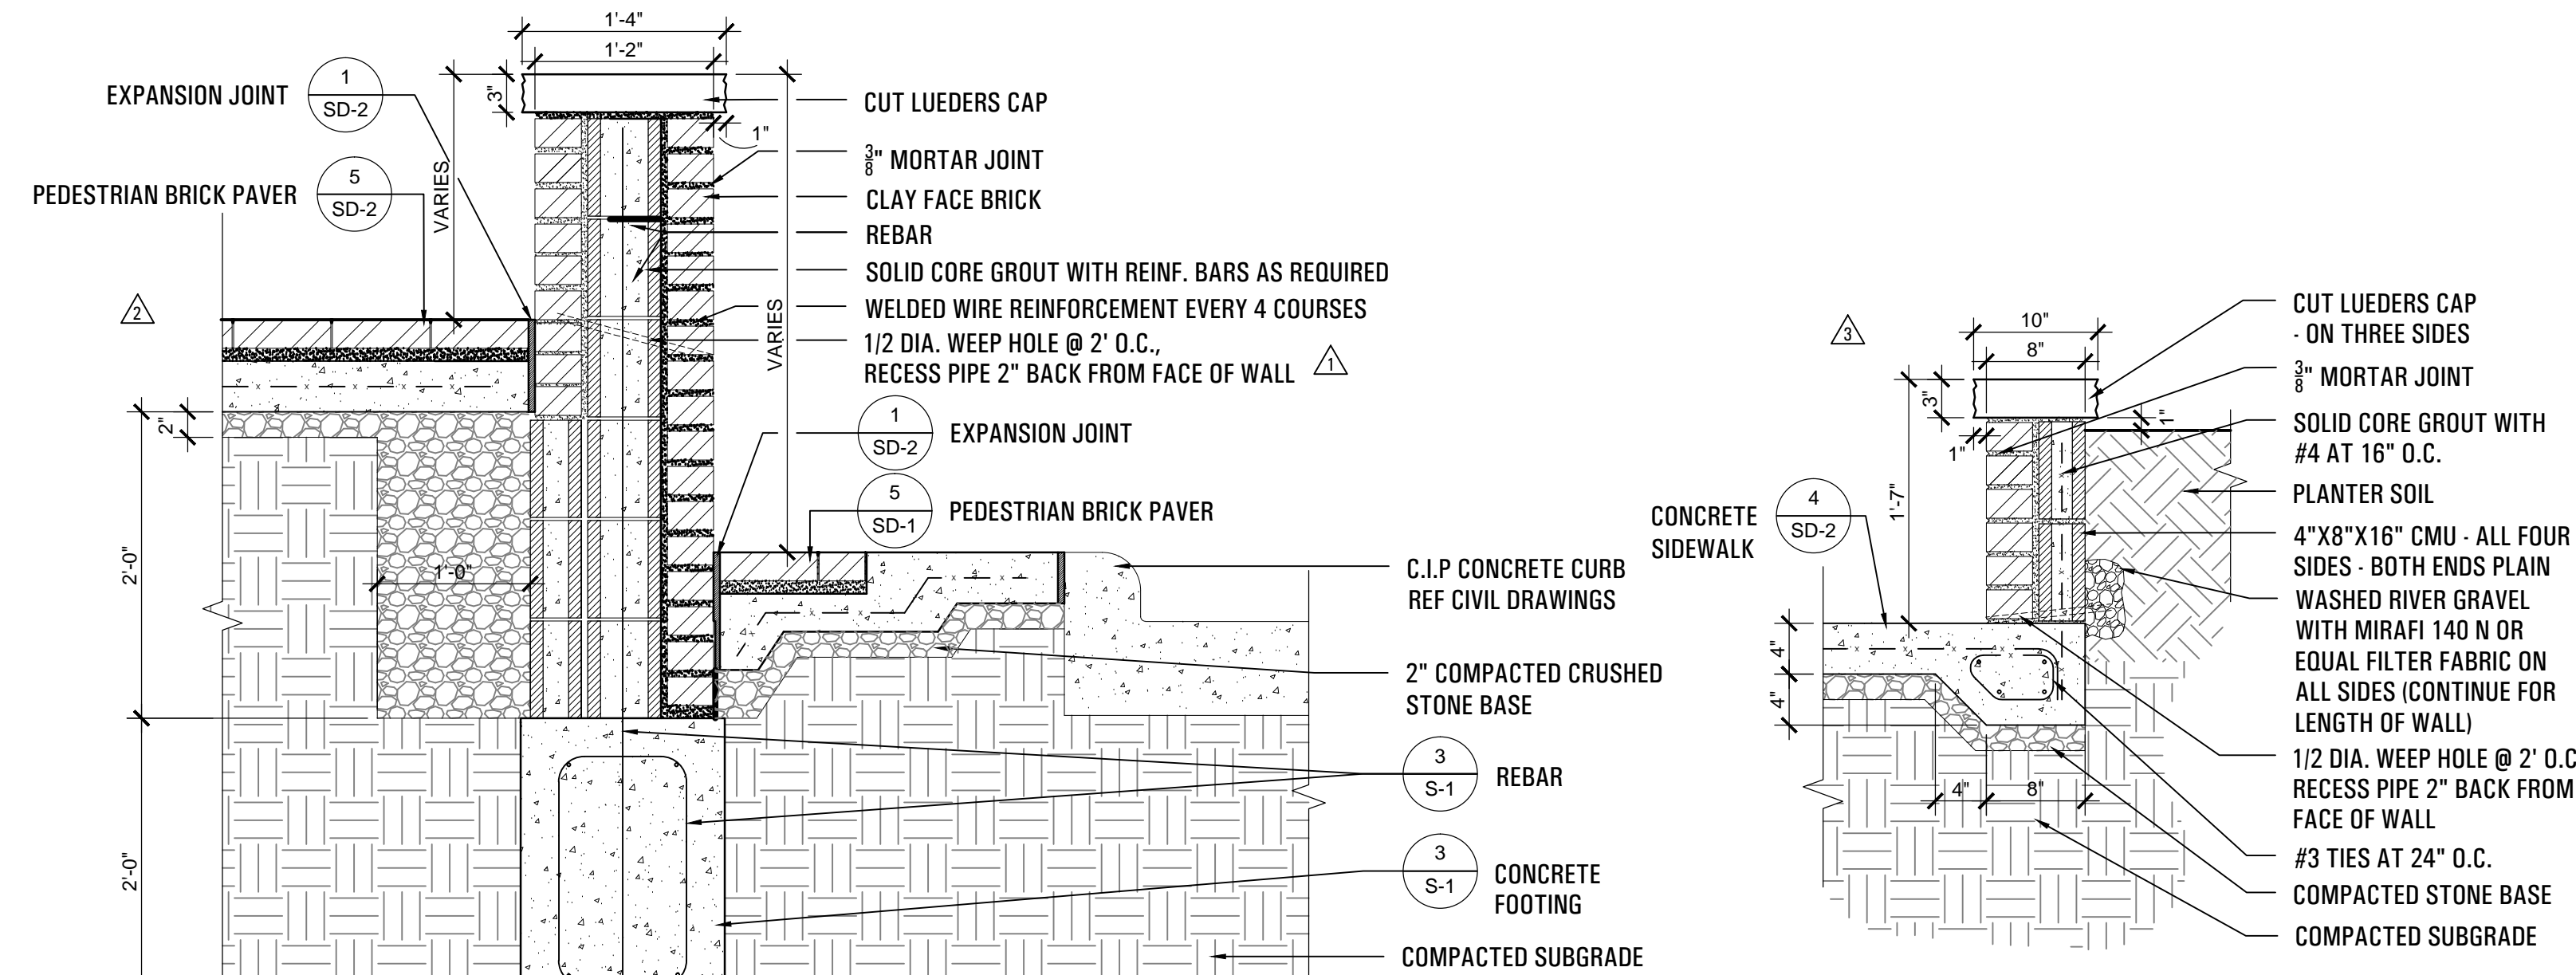 1'-4"
1'-2"
EXPANSION JOINT
1
SD-2
3"
CUT LUEDERS CAP
1"
3/8" MORTAR JOINT
PEDESTRIAN BRICK PAVER
5
SD-2
VARIES
CLAY FACE BRICK
REBAR
SOLID CORE GROUT WITH REINF. BARS AS REQUIRED
2
WELDED WIRE REINFORCEMENT EVERY 4 COURSES
VARIES
1/2 DIA. WEEP HOLE @ 2' O.C.,
RECESS PIPE 2" BACK FROM FACE OF WALL
1
2"
1
SD-2
EXPANSION JOINT
5
SD-1
PEDESTRIAN BRICK PAVER
2'-0"
1'-0"
C.I.P CONCRETE CURB
REF CIVIL DRAWINGS
2" COMPACTED CRUSHED
STONE BASE
3
S-1
REBAR
2'-0"
3
S-1
CONCRETE
FOOTING
COMPACTED SUBGRADE
3
10"
8"
CUT LUEDERS CAP
- ON THREE SIDES
3"
3/8" MORTAR JOINT
1"
1"
SOLID CORE GROUT WITH
#4 AT 16" O.C.
PLANTER SOIL
1'-7"
CONCRETE
SIDEWALK
4
SD-2
4"X8"X16" CMU - ALL FOUR
SIDES - BOTH ENDS PLAIN
WASHED RIVER GRAVEL
WITH MIRAFI 140 N OR
EQUAL FILTER FABRIC ON
ALL SIDES (CONTINUE FOR
LENGTH OF WALL)
4"
4"
4"
8"
1/2 DIA. WEEP HOLE @ 2' O.C
RECESS PIPE 2" BACK FROM
FACE OF WALL
#3 TIES AT 24" O.C.
COMPACTED STONE BASE
COMPACTED SUBGRADE